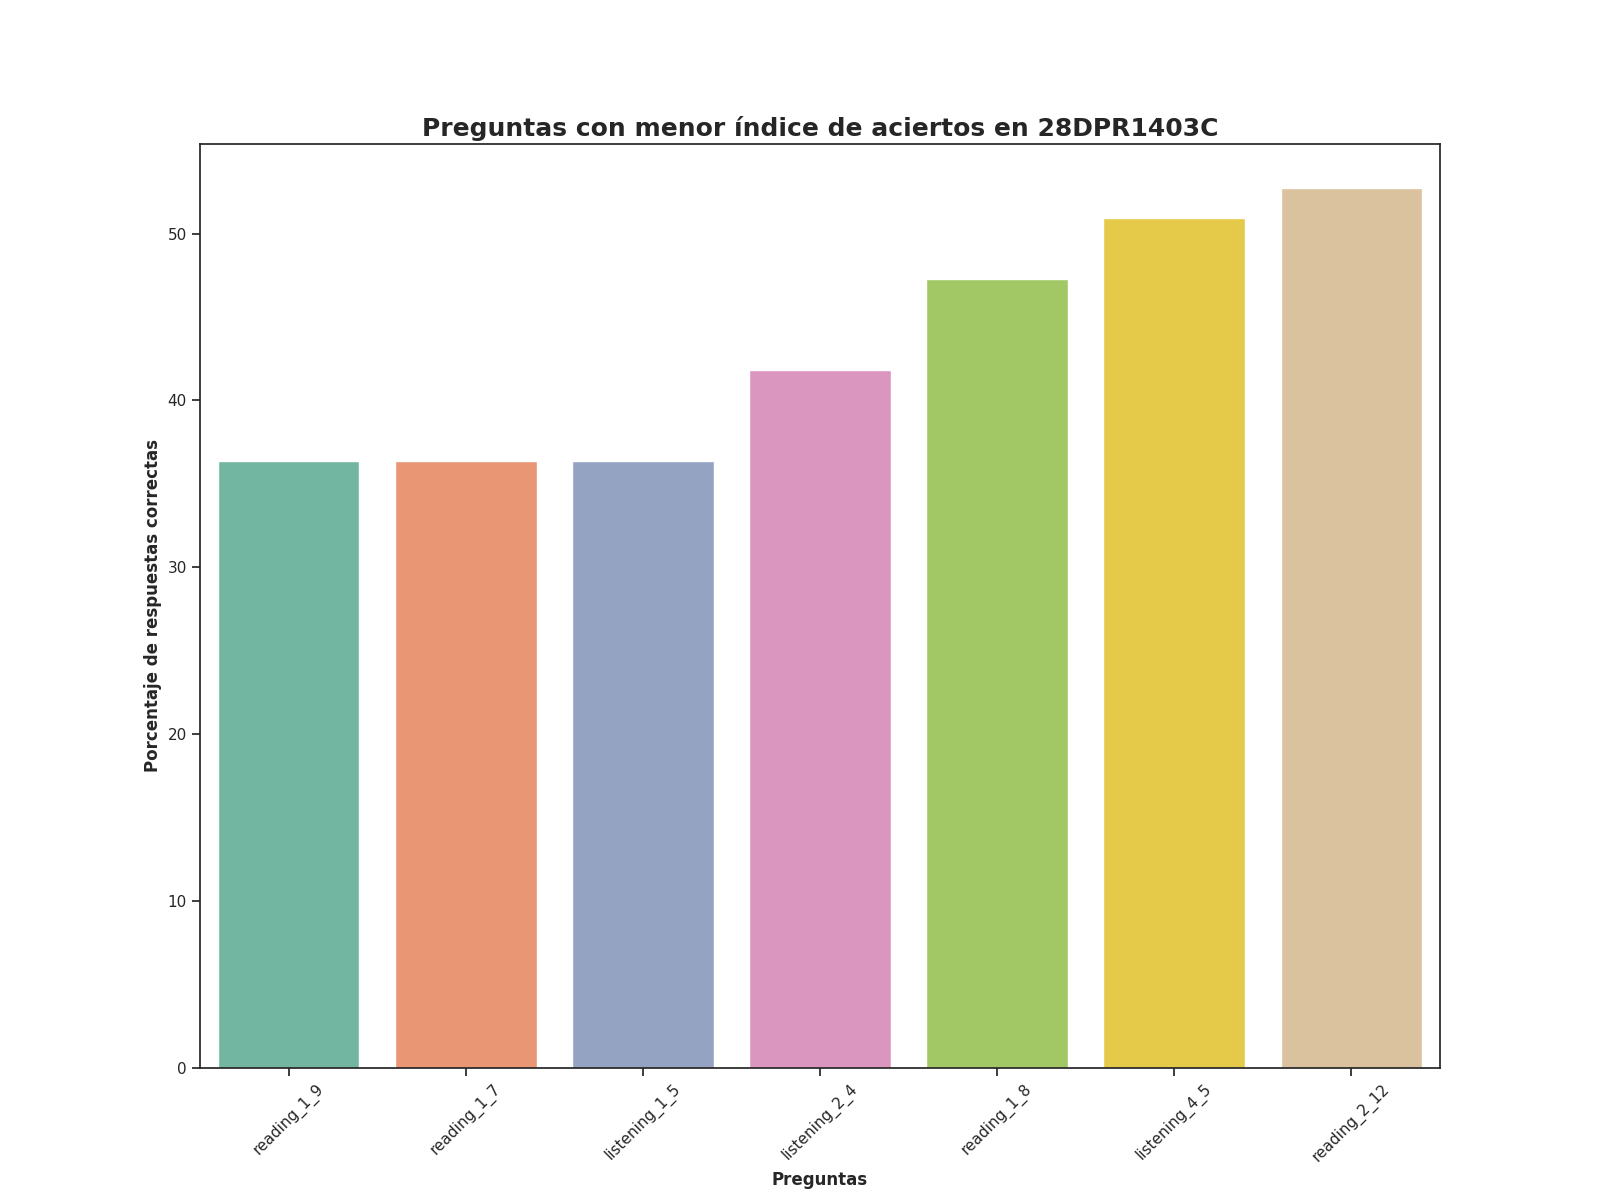 Preguntas con menor índice de aciertos en 28DPR1403C
Porcentaje de respuestas correctas
50
40
30
20
10
0
reading_1_9
reading_1_7
listening_1_5
listening_2_4
reading_1_8
listening_4_5
reading_2_12
Preguntas